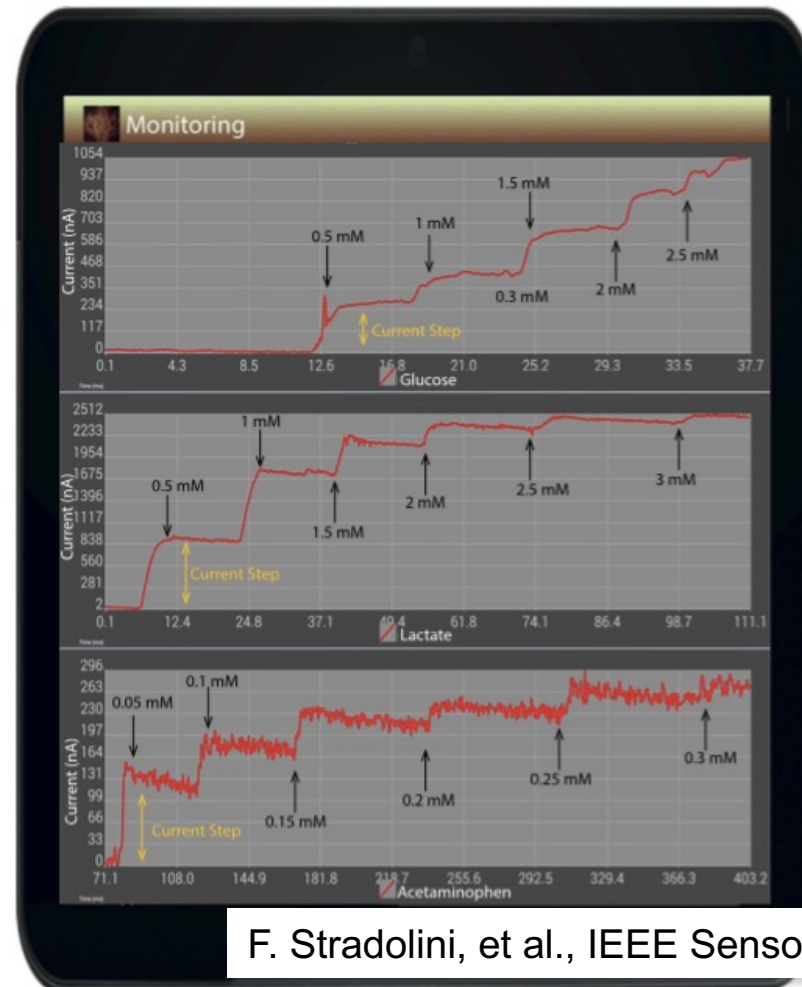 Monitoring
1054
937
820
703
586
468
351
234
117
0
Current (nA)
0.5 mM
1 mM
1.5 mM
0.3 mM
2 mM
2.5 mM
Current Step
0.1 4.3 8.5 12.6 16.8 21.0 25.2 29.3 33.5 37.7
Time (ms)
Glucose
2512
2233
1954
1675
1396
1117
838
560
281
2
Current (nA)
0.5 mM
1 mM
1.5 mM
2 mM
2.5 mM
3 mM
Current Step
0.1 12.4 24.8 37.1 49.4 61.8 74.1 86.4 98.7 111.1
Time (ms)
Lactate
296
263
230
197
164
131
99
66
33
0
Current (nA)
0.05 mM
0.1 mM
0.15 mM
0.2 mM
0.25 mM
0.3 mM
Current Step
71.1 108.0 144.9 181.8 218.7 255.6 292.5 329.4 366.3 403.2
Time (ms)
Acetaminophen
F. Stradolini, et al., IEEE Senso